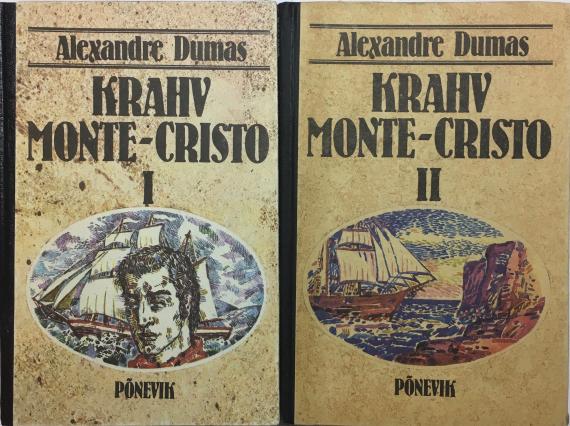 Alexandre Dumas
KRAHV
MONTE-CRISTO
I
PÕNEVIK
Alexandre Dumas
KRAHV
MONTE-CRISTO
II
PÕNEVIK